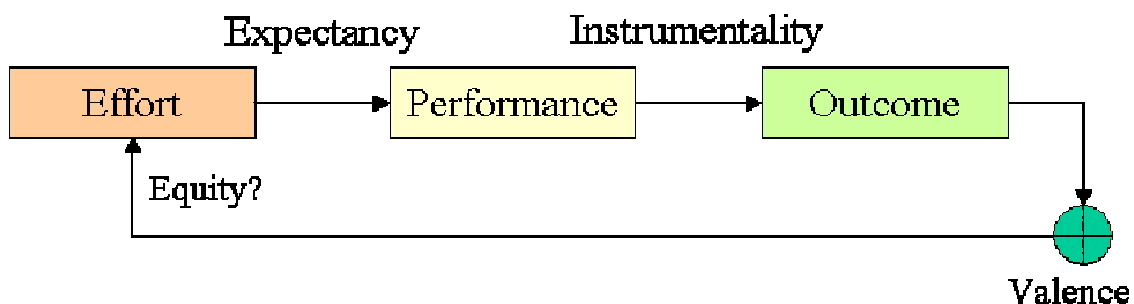 Expectancy
Instrumentality
Effort
Performance
Outcome
Equity?
Valence